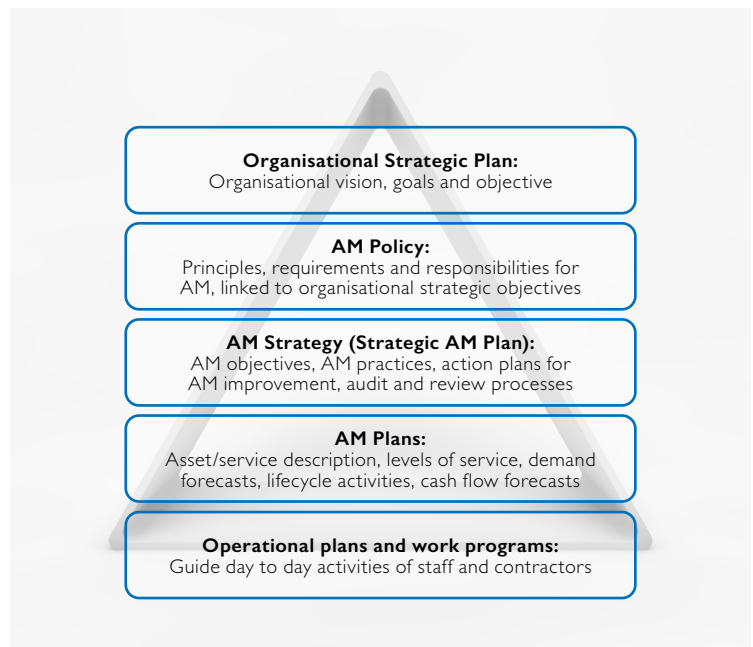 Organisational Strategic Plan:
Organisational vision, goals and objective
AM Policy:
Principles, requirements and responsibilities for
AM, linked to organisational strategic objectives
AM Strategy (Strategic AM Plan):
AM objectives, AM practices, action plans for
AM improvement, audit and review processes
AM Plans:
Asset/service description, levels of service, demand
forecasts, lifecycle activities, cash flow forecasts
Operational plans and work programs:
Guide day to day activities of staff and contractors